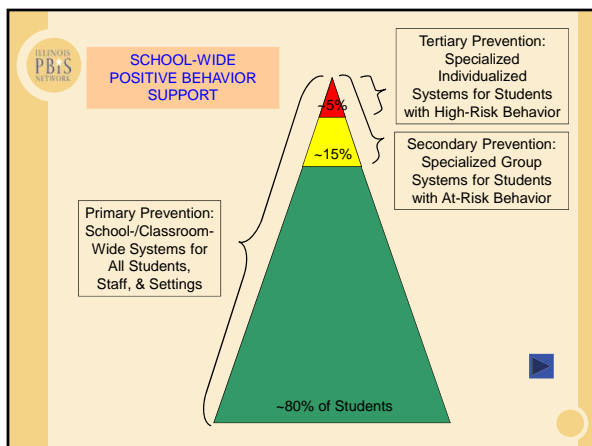 ILLINOIS
PBIS
NETWORK
SCHOOL-WIDE
POSITIVE BEHAVIOR
SUPPORT
Tertiary Prevention:
Specialized
Individualized
Systems for Students
with High-Risk Behavior
~5%
Secondary Prevention:
Specialized Group
Systems for Students
with At-Risk Behavior
~15%
Primary Prevention:
School-/Classroom-
Wide Systems for
All Students,
Staff, & Settings
~80% of Students